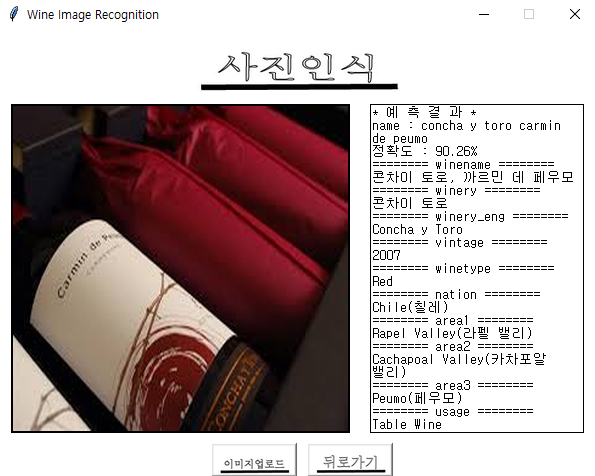 Wine Image Recognition
사진인식
Carmin de Peumo
CONCHA Y T
* 예 측 결 과 *
name : concha y toro carmin
de peumo
정확도 : 90.26%
======== winename ========
콘차이 토로, 까르민 데 페우모
======== winery ========
콘차이 토로
======== winery_eng ========
Concha y Toro
======== vintage ========
2007
======== winetype ========
Red
======== nation ========
Chile(칠레)
======== area1 ========
Rapel Valley(라펠 밸리)
======== area2 ========
Cachapoal Valley(카차포알
밸리)
======== area3 ========
Peumo(페우모)
======== usage ========
Table Wine
이미지업로드
뒤로가기